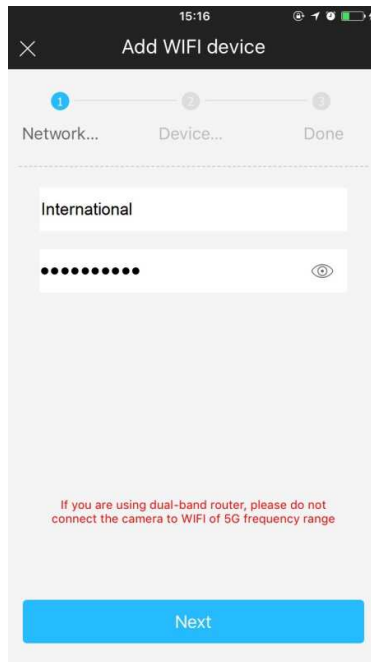 15:16
Add WIFI device
1 2 3
Network... Device... Done
International
••••••••••
If you are using dual-band router, please do not
connect the camera to WIFI of 5G frequency range
Next